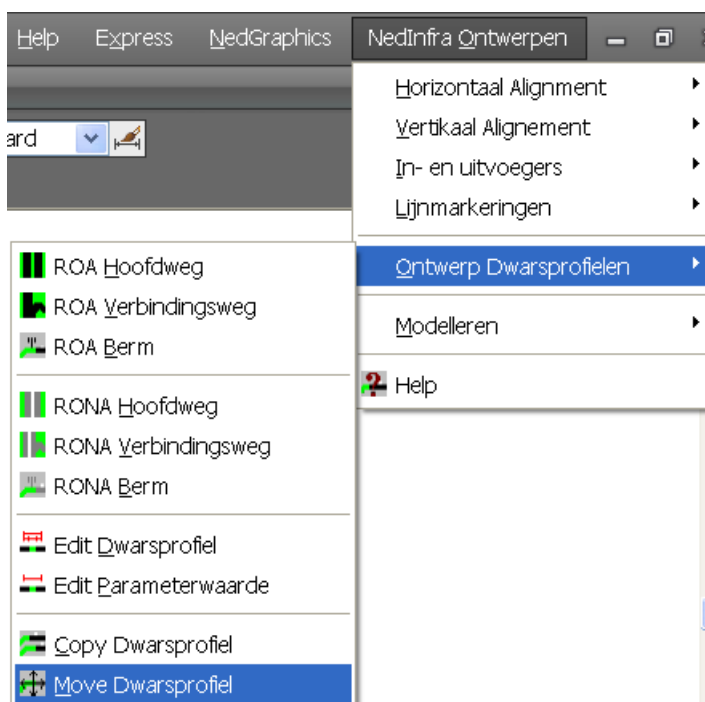 Help Express NedGraphics NedInfra Ontwerpen
Horizontaal Alignment
Vertikaal Alignement
In- en uitvoegers
Lijnmarkeringen
Ontwerp Dwarsprofielen
Modelleren
Help
ard
ROA Hoofdweg
ROA Verbindingsweg
ROA Berm
RONA Hoofdweg
RONA Verbindingsweg
RONA Berm
Edit Dwarsprofiel
Edit Parameterwaarde
Copy Dwarsprofiel
Move Dwarsprofiel